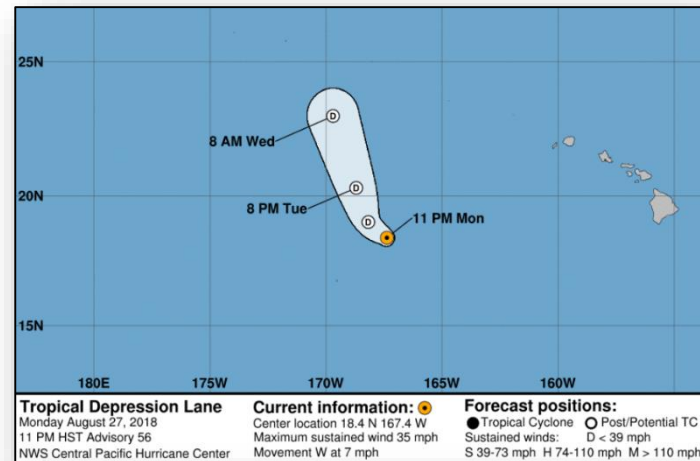 25N
8 AM Wed
D
20N
D
8 PM Tue
D
11 PM Mon
15N
180E 175W 170W 165W 160W
Tropical Depression Lane
Monday August 27, 2018
11 PM HST Advisory 56
NWS Central Pacific Hurricane Center
Current information:
Center location 18.4 N 167.4 W
Maximum sustained wind 35 mph
Movement W at 7 mph
Forecast positions:
Tropical Cyclone Post/Potential TC
Sustained winds: D < 39 mph
S 39-73 mph H 74-110 mph M > 110 mph